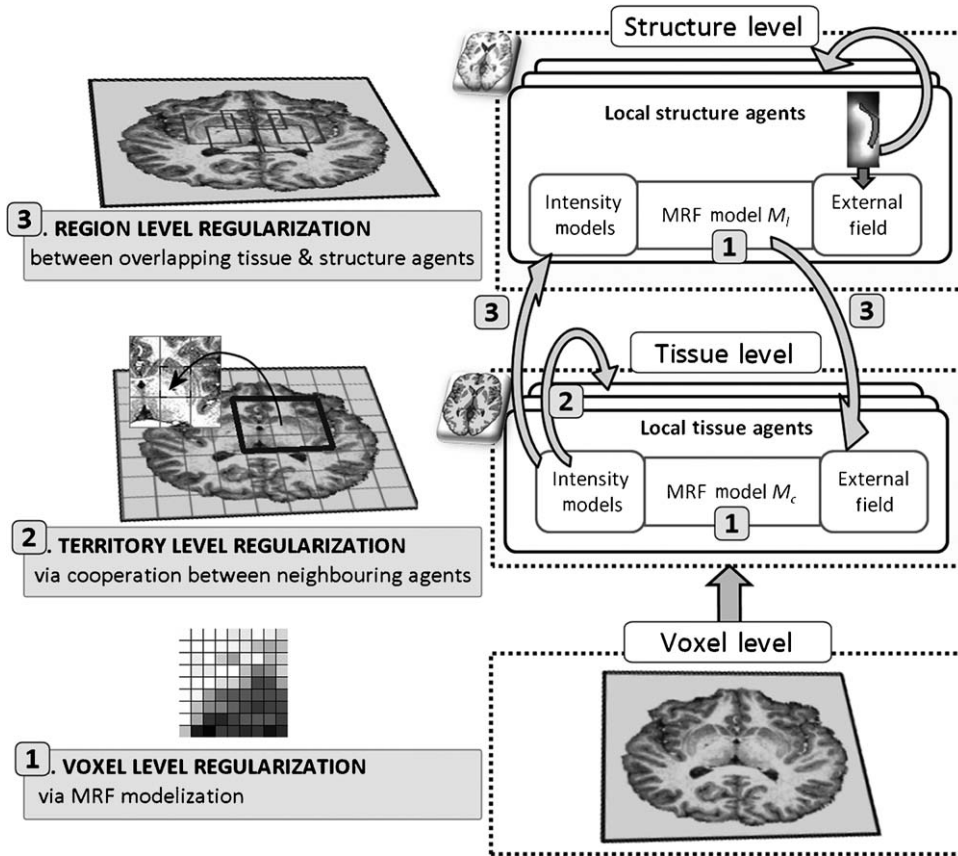 Structure level
Local structure agents
Intensity
models
MRF model Ml
External
field
1
3
. REGION LEVEL REGULARIZATION
between overlapping tissue & structure agents
3
3
Tissue level
2
Local tissue agents
Intensity
models
MRF model Mc
External
field
1
2
. TERRITORY LEVEL REGULARIZATION
via cooperation between neighbouring agents
Voxel level
1
. VOXEL LEVEL REGULARIZATION
via MRF modelization